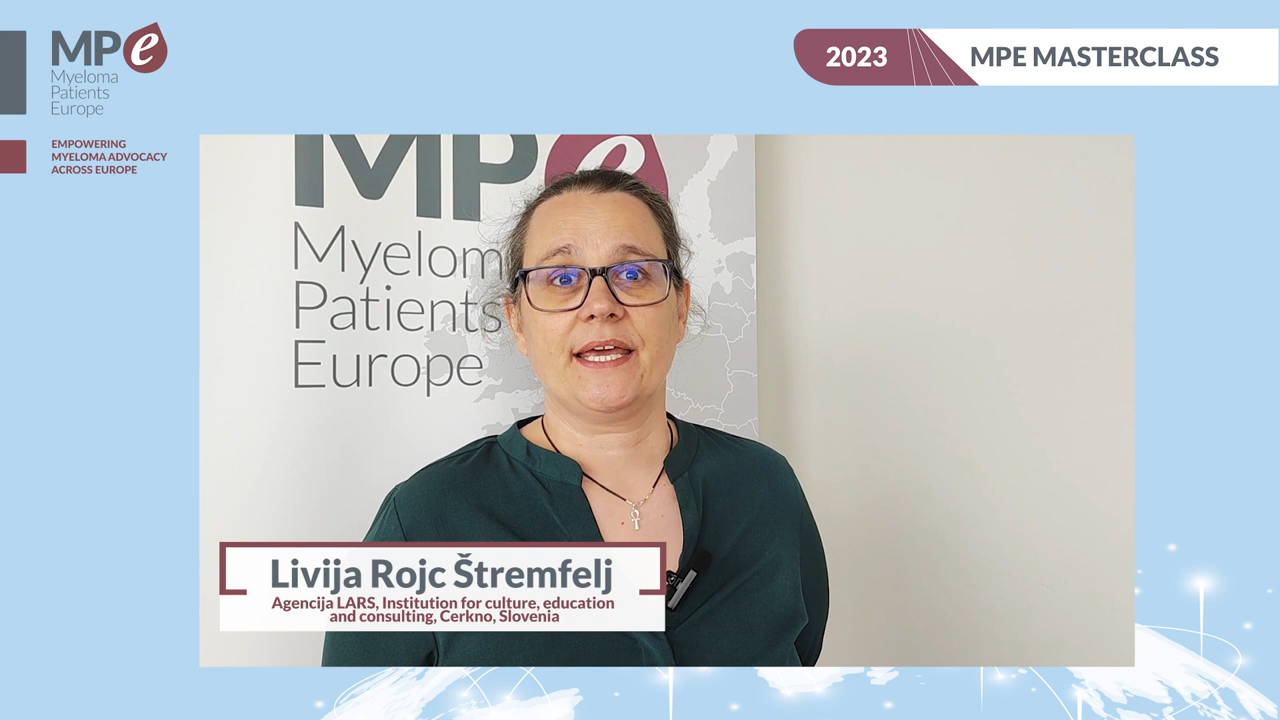 MPe
Myeloma
Patients
Europe
EMPOWERING
MYELOMA ADVOCACY
ACROSS EUROPE
2023
MPE MASTERCLASS
MPe
Myelom
Patients
Europe
Livija Rojc Štremfelj
Agencija LARS, Institution for culture, education
and consulting, Cerkno, Slovenia